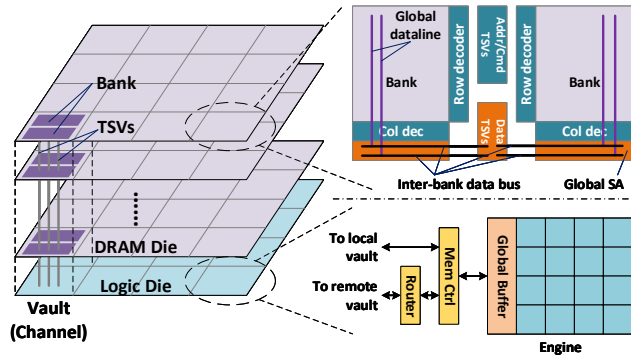 Bank
TSVs
DRAM Die
Logic Die
Vault
(Channel)
Global
dataline
Bank
Row decoder
Addr/Cmd
TSVs
Row decoder
Bank
Col dec
Data
TSVs
Col dec
Inter-bank data bus
Global SA
To local
vault
To remote
vault
Router
Mem Ctrl
Global Buffer
Engine